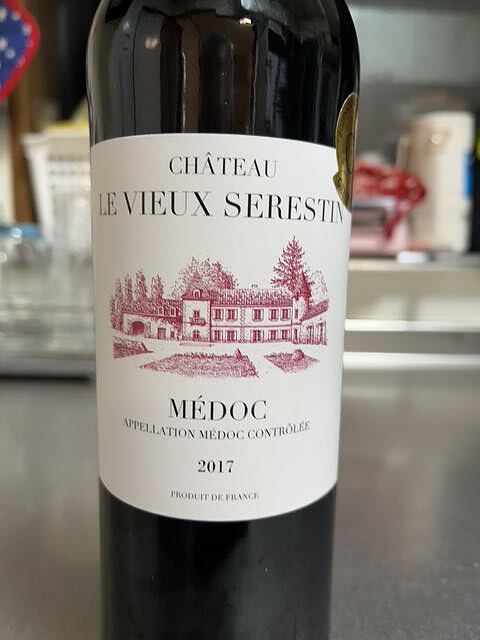 CHÂTEAU
LE VIEUX SERESTIN
MÉDOC
APPELLATION MÉDOC CONTRÔLÉE
2017
PRODUIT DE FRANCE